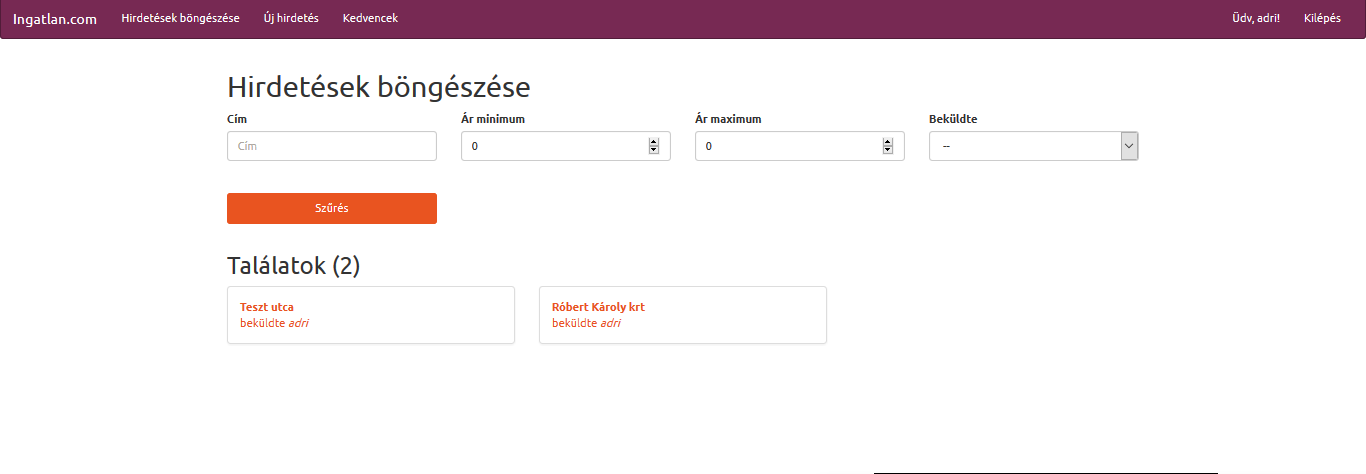 Ingatlan.com Hirdetések böngészése Új hirdetés Kedvencek Üdv, adri! Kilépés
Hirdetések böngészése
Cím Ár minimum Ár maximum Beküldte
Cím 0 0 --
Szűrés
Találatok (2)
Teszt utca Róbert Károly krt
beküldte adri beküldte adri